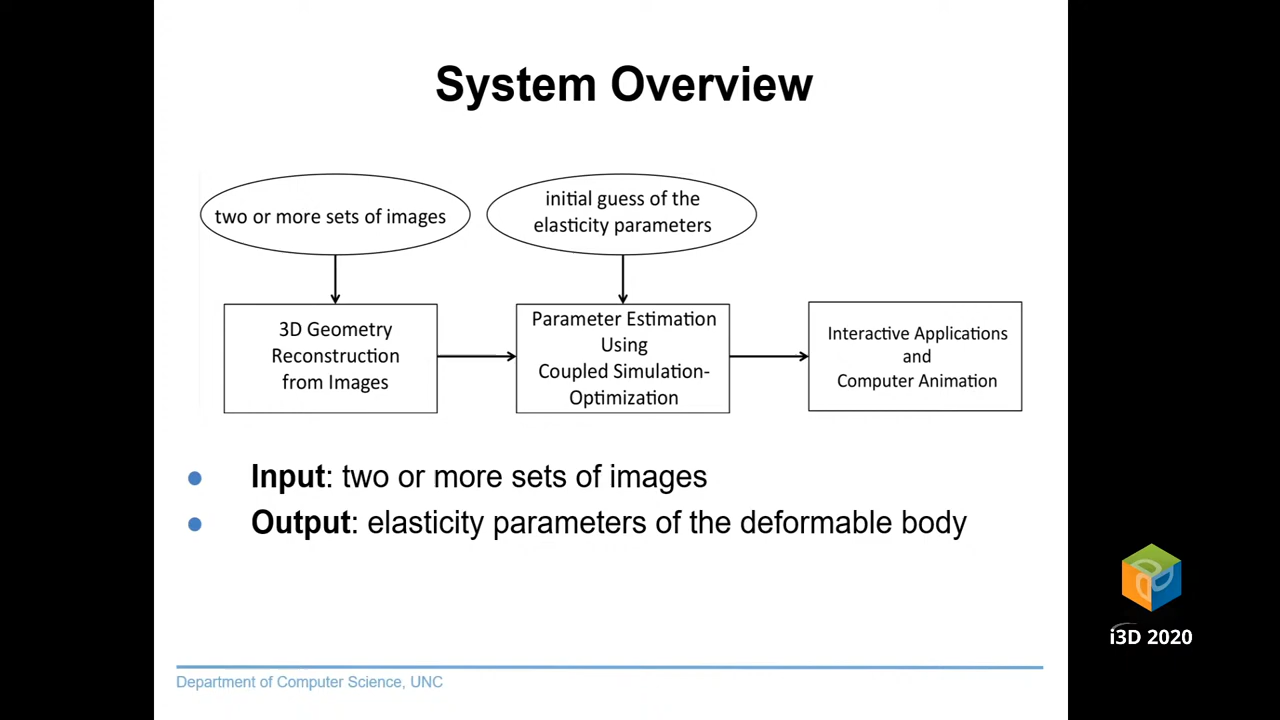 System Overview
two or more sets of images
initial guess of the
elasticity parameters
3D Geometry
Reconstruction
from Images
Parameter Estimation
Using
Coupled Simulation-
Optimization
Interactive Applications
and
Computer Animation
Input: two or more sets of images
Output: elasticity parameters of the deformable body
i3D 2020
Department of Computer Science, UNC